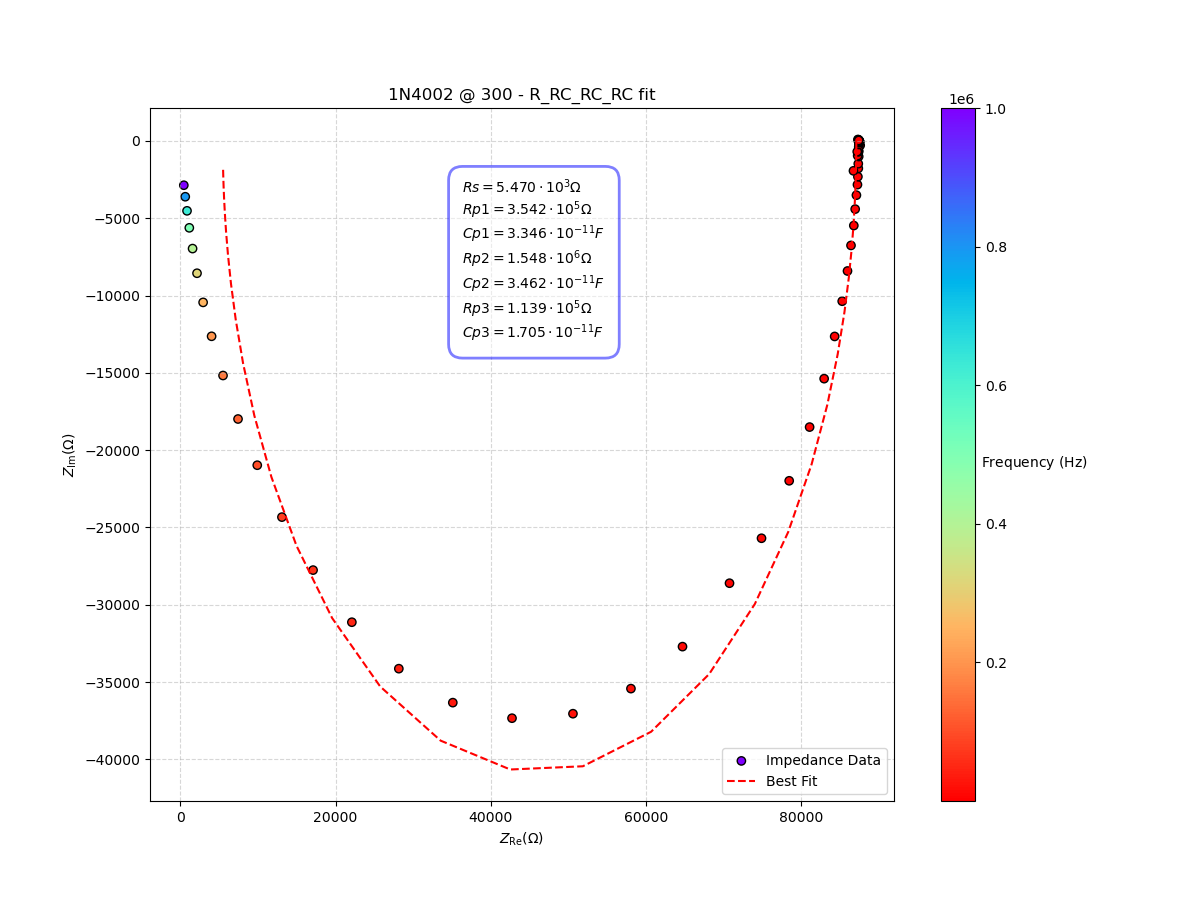 1N4002 @ 300 - R_RC_RC_RC fit
1e6
1.0
0.8
0.6
0.4
0.2
Frequency (Hz)
0
−5000
−10000
−15000
−20000
−25000
−30000
−35000
−40000
Z_Im(Ω)
Rs = 5.470 · 10³Ω
Rp1 = 3.542 · 10⁵Ω
Cp1 = 3.346 · 10⁻¹¹F
Rp2 = 1.548 · 10⁶Ω
Cp2 = 3.462 · 10⁻¹¹F
Rp3 = 1.139 · 10⁵Ω
Cp3 = 1.705 · 10⁻¹¹F
Impedance Data
Best Fit
0
20000
40000
60000
80000
Z_Re(Ω)